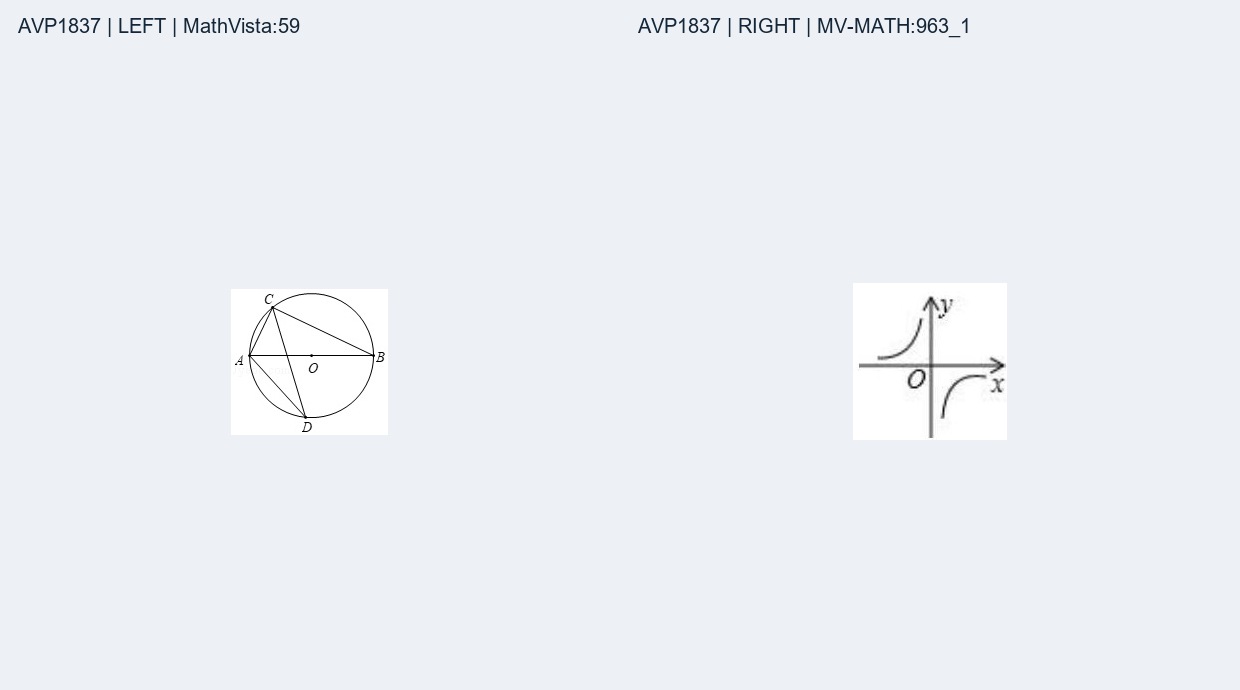 AVP1837 | LEFT | MathVista:59
AVP1837 | RIGHT | MV-MATH:963_1
C
A
O
B
D
y
O
x